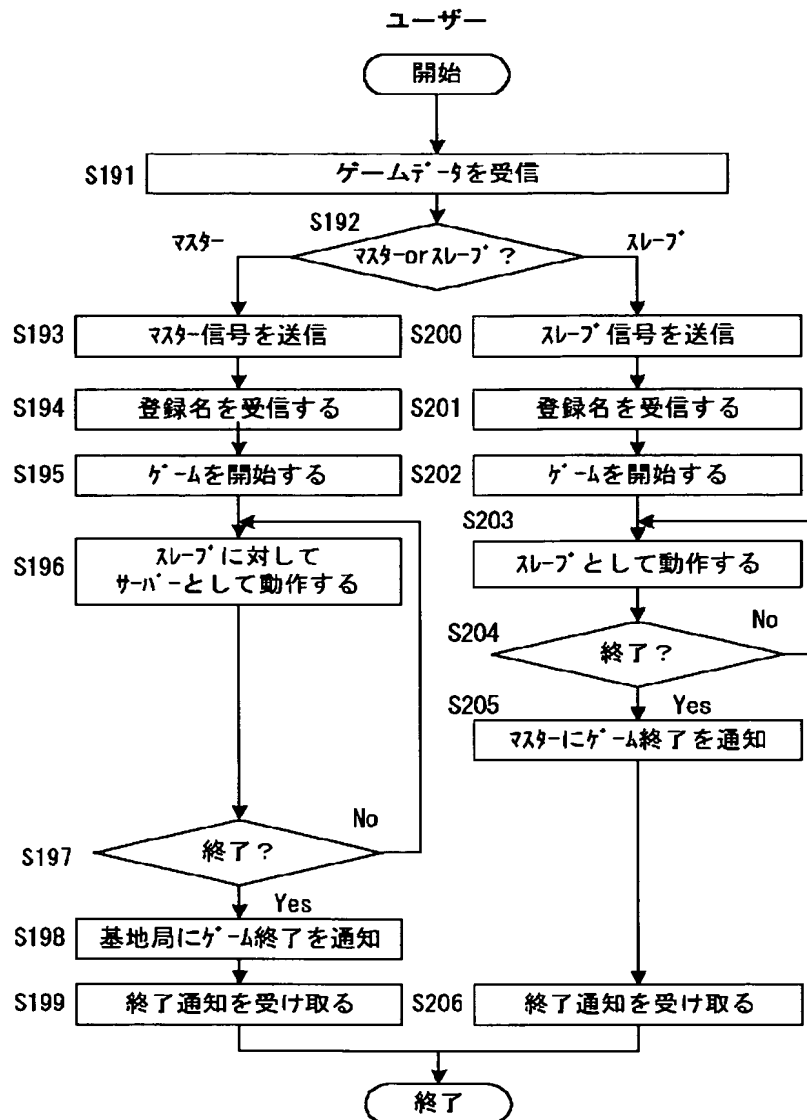 ユーザー
開始
S191
ゲームデータを受信
S192
マスターorスレーブ?
マスター
スレーブ
S193
マスター信号を送信
S194
登録名を受信する
S195
ゲームを開始する
S196
スレーブに対して
サーバーとして動作する
S197
終了?
No
Yes
S198
基地局にゲーム終了を通知
S199
終了通知を受け取る
S200
スレーブ信号を送信
S201
登録名を受信する
S202
ゲームを開始する
S203
スレーブとして動作する
S204
終了?
No
S205
Yes
マスターにゲーム終了を通知
S206
終了通知を受け取る
終了